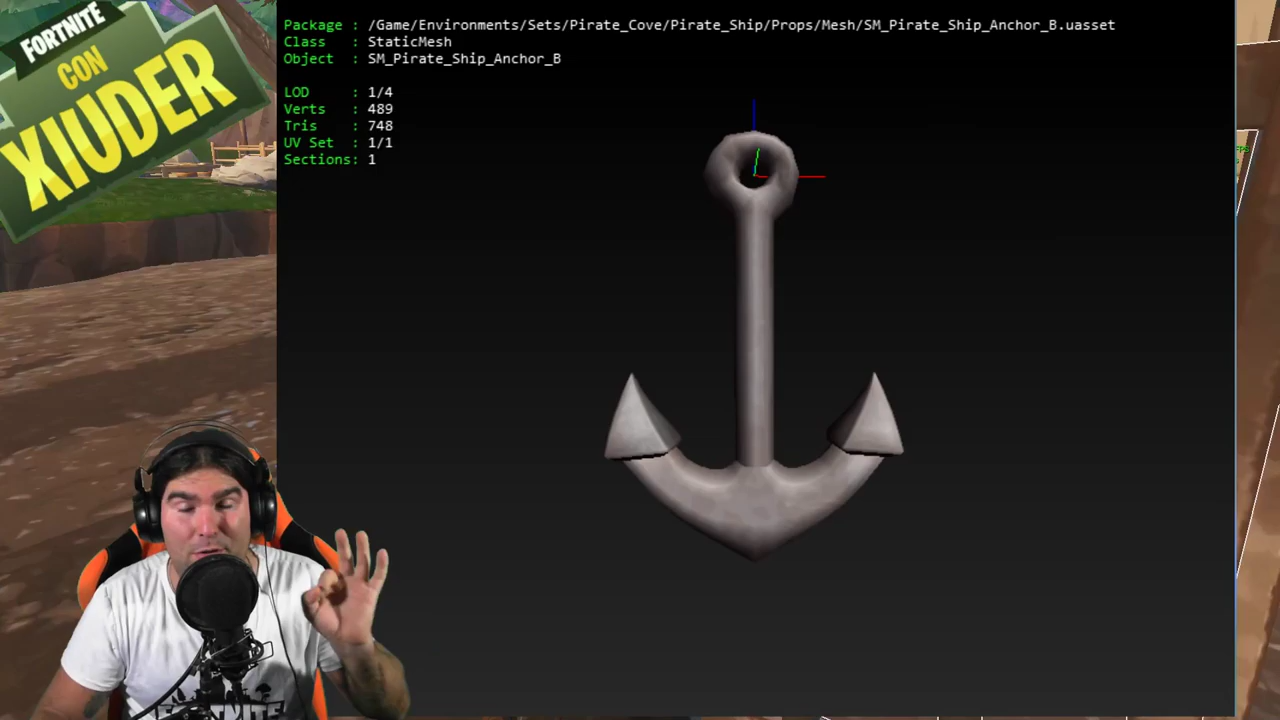 FORTNITE
CON
XIUDER
Package : /Game/Environments/Sets/Pirate_Cove/Pirate_Ship/Props/Mesh/SM_Pirate_Ship_Anchor_B.uasset
Class : StaticMesh
Object : SM_Pirate_Ship_Anchor_B
LOD : 1/4
Verts : 489
Tris : 748
UV Set : 1/1
Sections: 1
FORTNITE